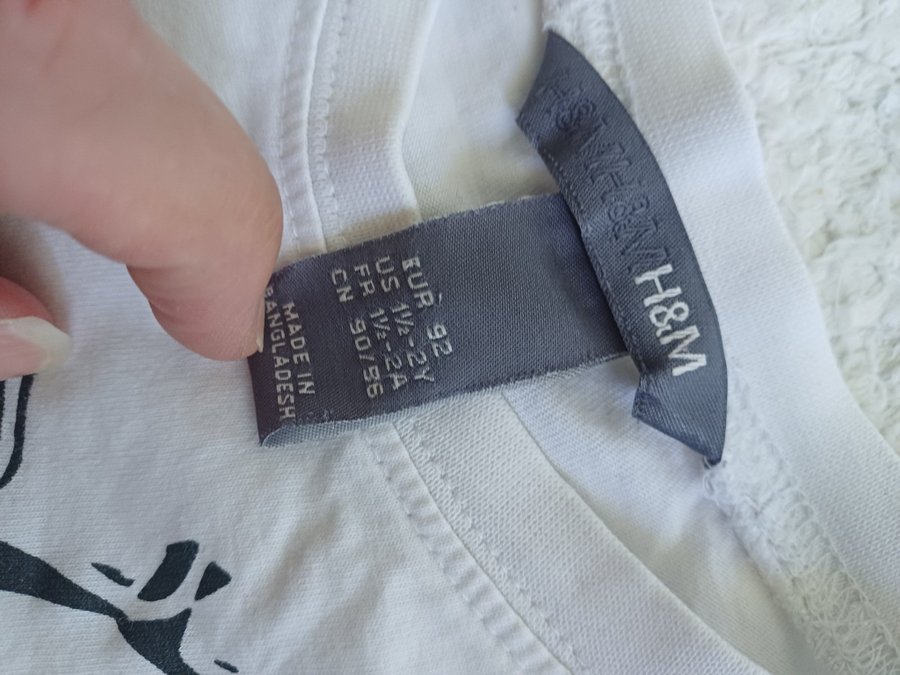 H&M
EUR 92
US 1½-2Y
FR 1½-2A
CN 90/56
MADE IN
BANGLADESH